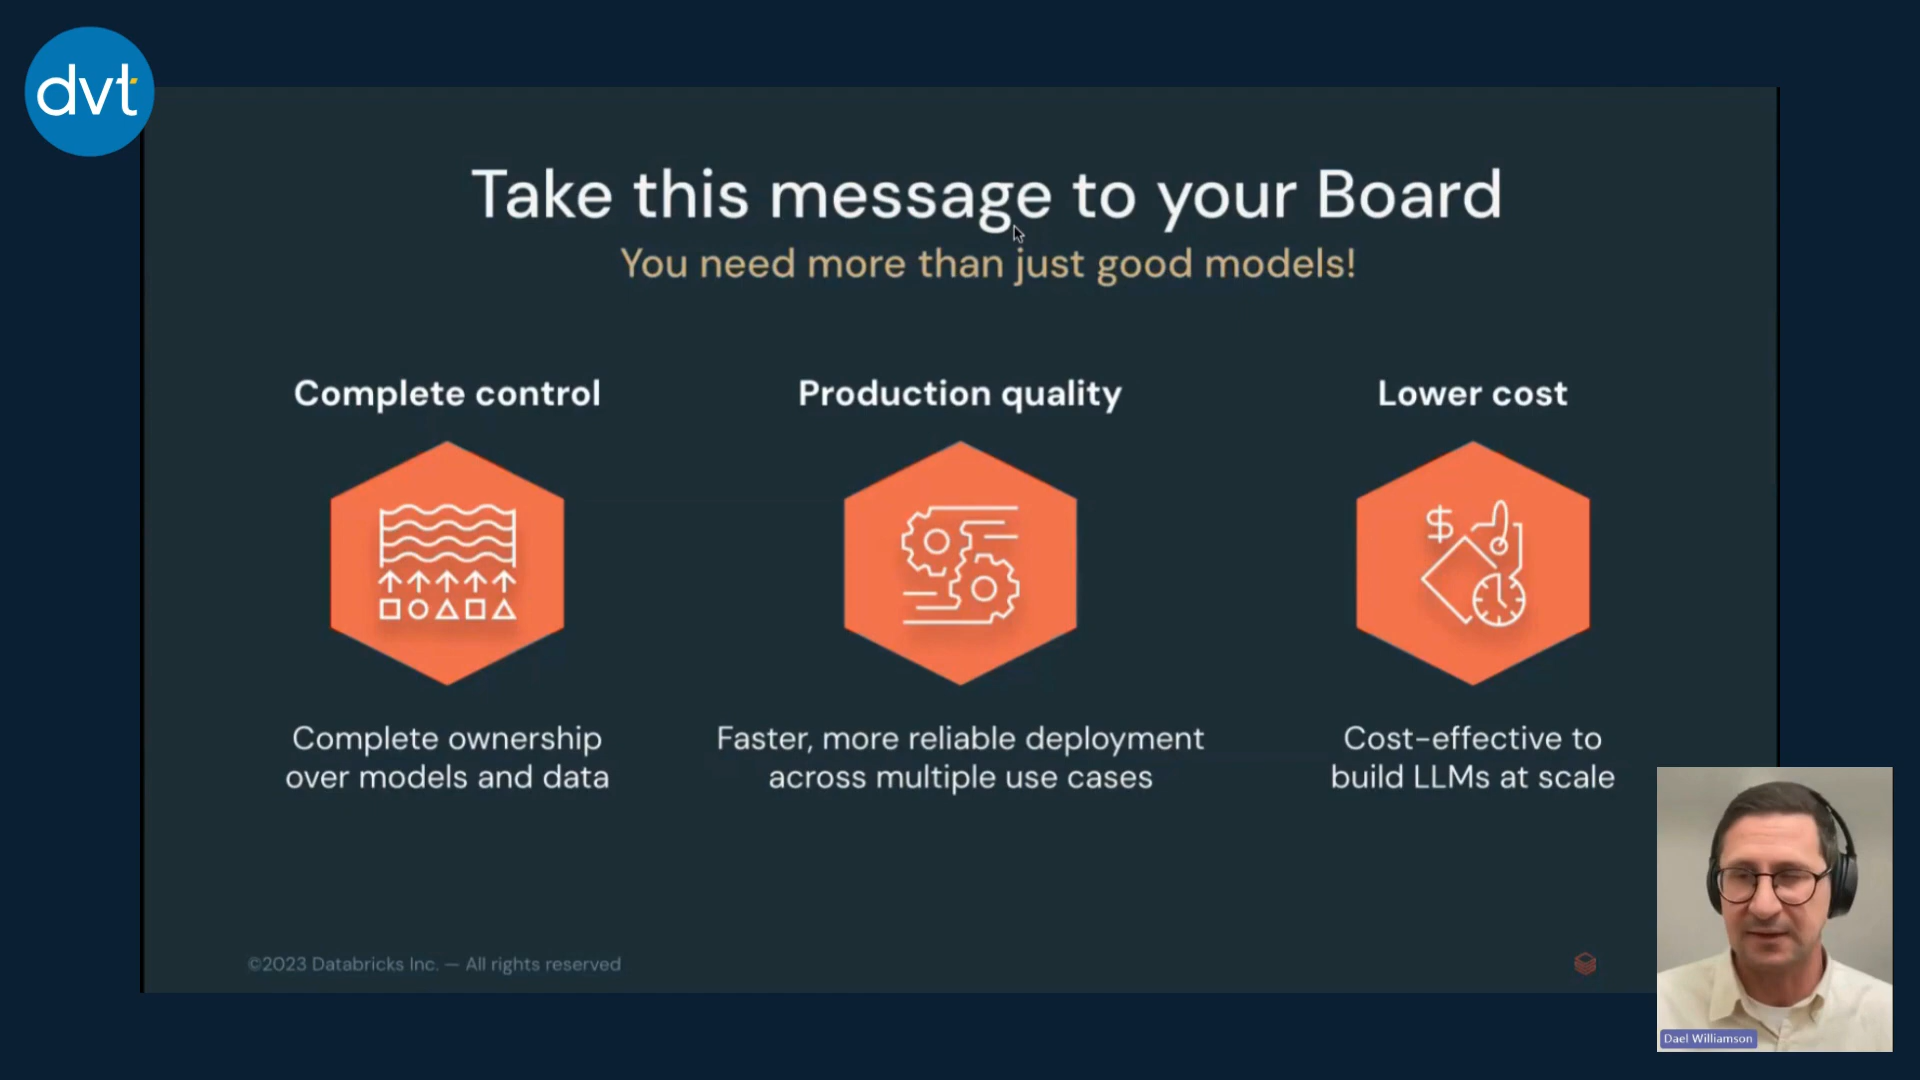 dvt
Take this message to your Board
You need more than just good models!
Complete control
Production quality
Lower cost
$
Complete ownership
over models and data
Faster, more reliable deployment
across multiple use cases
Cost-effective to
build LLMs at scale
©2023 Databricks Inc. — All rights reserved
Dael Williamson